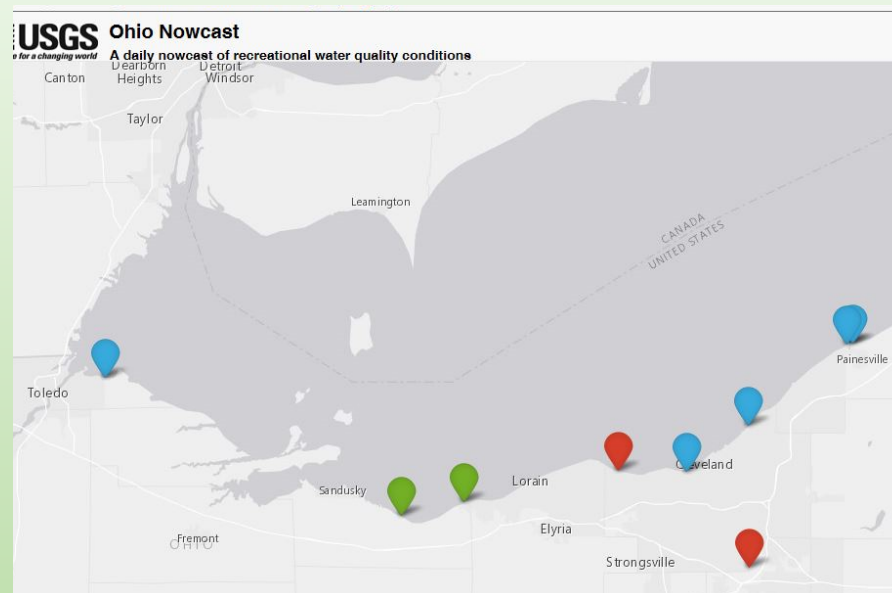 USGS
Ohio Nowcast
e for a changing world
A daily nowcast of recreational water quality conditions
Dearborn
Heights
Detroit
Windsor
Canton
Taylor
Leamington
CANADA
UNITED STATES
Painesville
Toledo
Cleveland
Sandusky
Lorain
Elyria
Fremont
OHIO
Strongsville